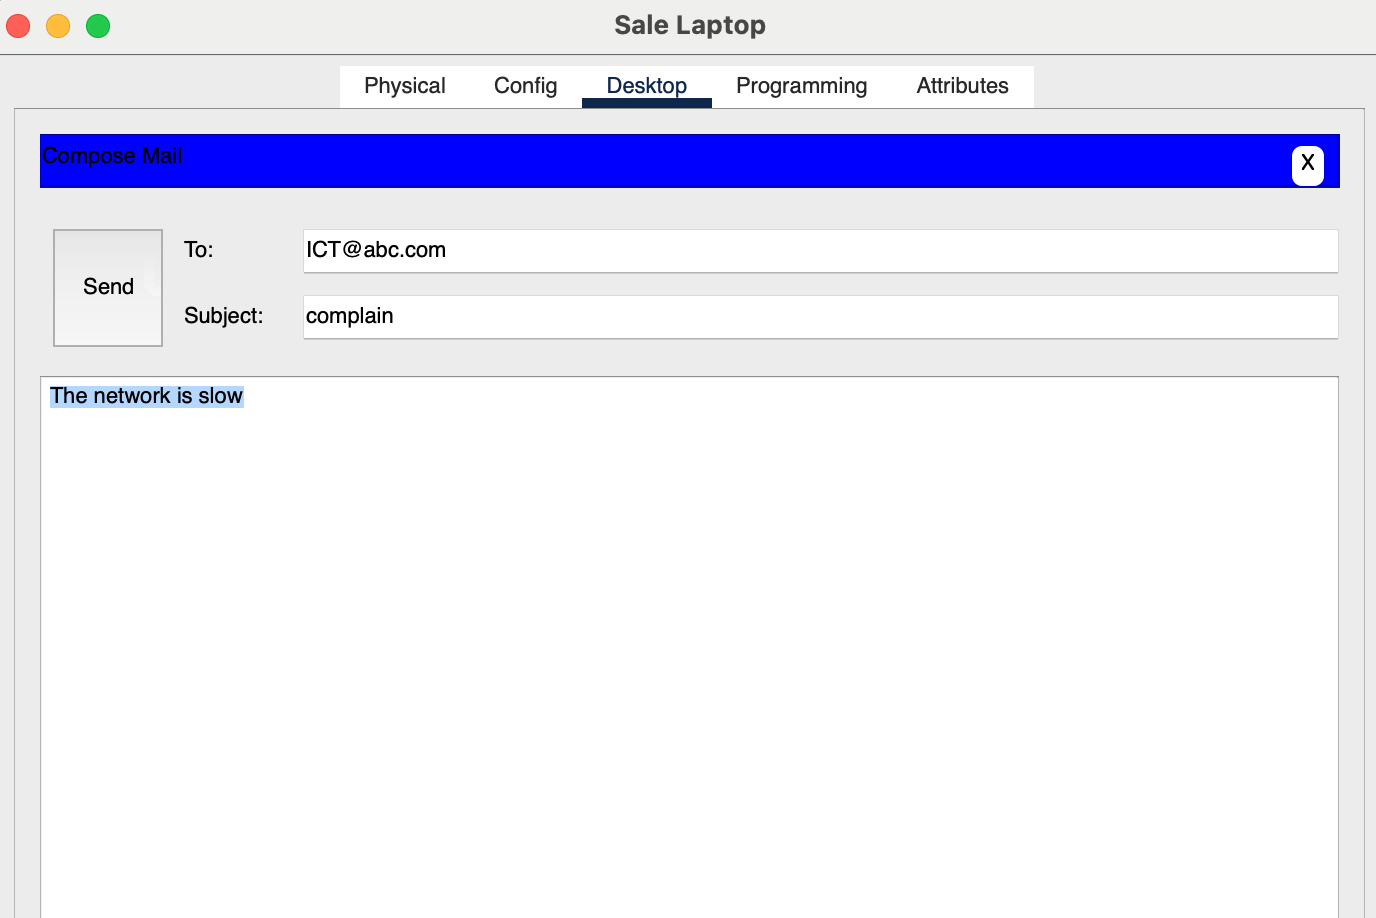 Sale Laptop
Physical Config Desktop Programming Attributes
Compose Mail
X
Send
To: ICT@abc.com
Subject: complain
The network is slow